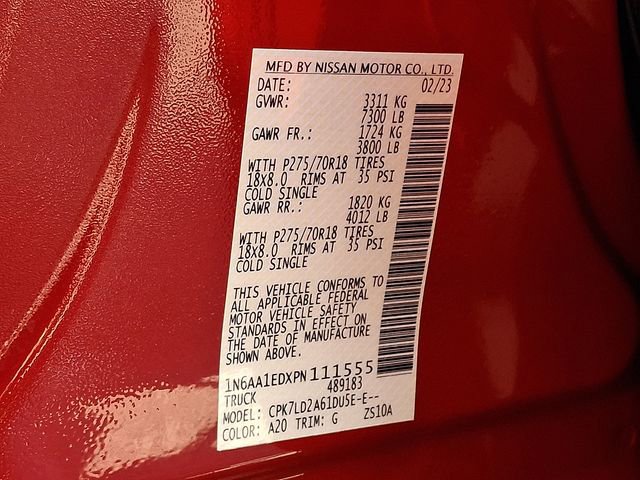 MFD BY NISSAN MOTOR CO., LTD.
DATE: 02/23
GVWR: 3311 KG
7300 LB
GAWR FR.: 1724 KG
3800 LB
WITH P275/70R18 TIRES
18X8.0 RIMS AT 35 PSI
COLD SINGLE
GAWR RR.: 1820 KG
4012 LB
WITH P275/70R18 TIRES
18X8.0 RIMS AT 35 PSI
COLD SINGLE
THIS VEHICLE CONFORMS TO
ALL APPLICABLE FEDERAL
MOTOR VEHICLE SAFETY
STANDARDS IN EFFECT ON
THE DATE OF MANUFACTURE
SHOWN ABOVE.
1N6AA1EDXPN111555
TRUCK 489183
MODEL: CPK7LD2A61DU5E-E--
COLOR: A20 TRIM: G ZS10A